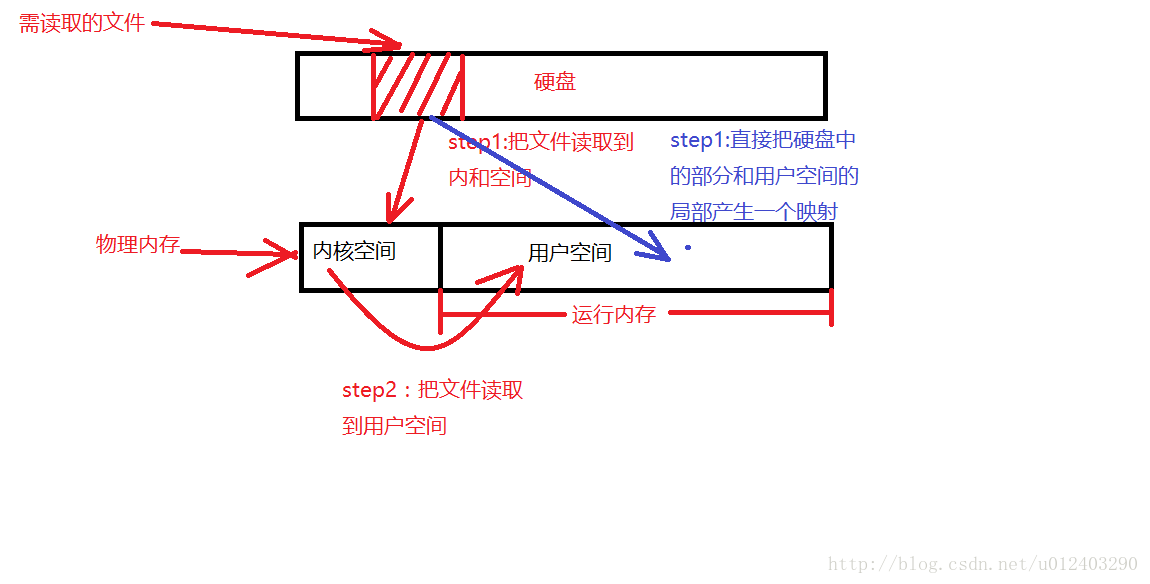 需读取的文件
硬盘
step1:把文件读取到
内和空间
step1:直接把硬盘中
的部分和用户空间的
局部产生一个映射
物理内存
内核空间
用户空间
运行内存
step2：把文件读取
到用户空间
http://blog.csdn.net/u012403290